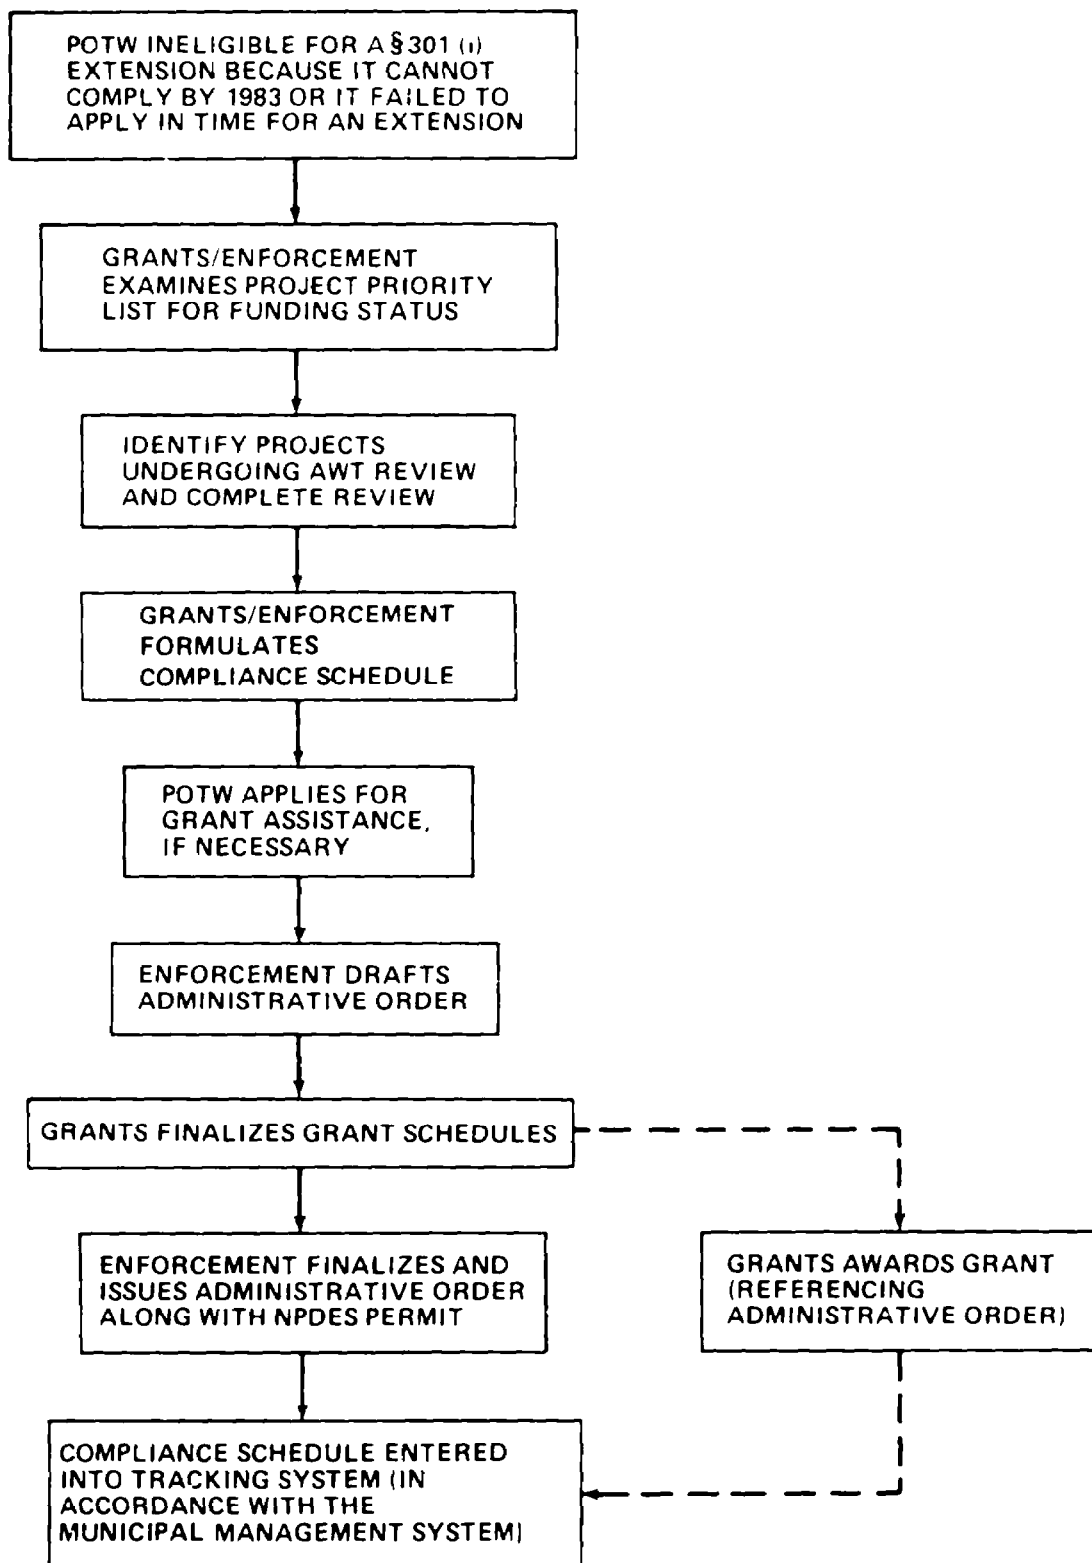 POTW INELIGIBLE FOR A § 301 (i)
EXTENSION BECAUSE IT CANNOT
COMPLY BY 1983 OR IT FAILED TO
APPLY IN TIME FOR AN EXTENSION
GRANTS/ENFORCEMENT
EXAMINES PROJECT PRIORITY
LIST FOR FUNDING STATUS
IDENTIFY PROJECTS
UNDERGOING AWT REVIEW
AND COMPLETE REVIEW
GRANTS/ENFORCEMENT
FORMULATES
COMPLIANCE SCHEDULE
POTW APPLIES FOR
GRANT ASSISTANCE,
IF NECESSARY
ENFORCEMENT DRAFTS
ADMINISTRATIVE ORDER
GRANTS FINALIZES GRANT SCHEDULES
ENFORCEMENT FINALIZES AND
ISSUES ADMINISTRATIVE ORDER
ALONG WITH NPDES PERMIT
GRANTS AWARDS GRANT
(REFERENCING
ADMINISTRATIVE ORDER)
COMPLIANCE SCHEDULE ENTERED
INTO TRACKING SYSTEM (IN
ACCORDANCE WITH THE
MUNICIPAL MANAGEMENT SYSTEM)